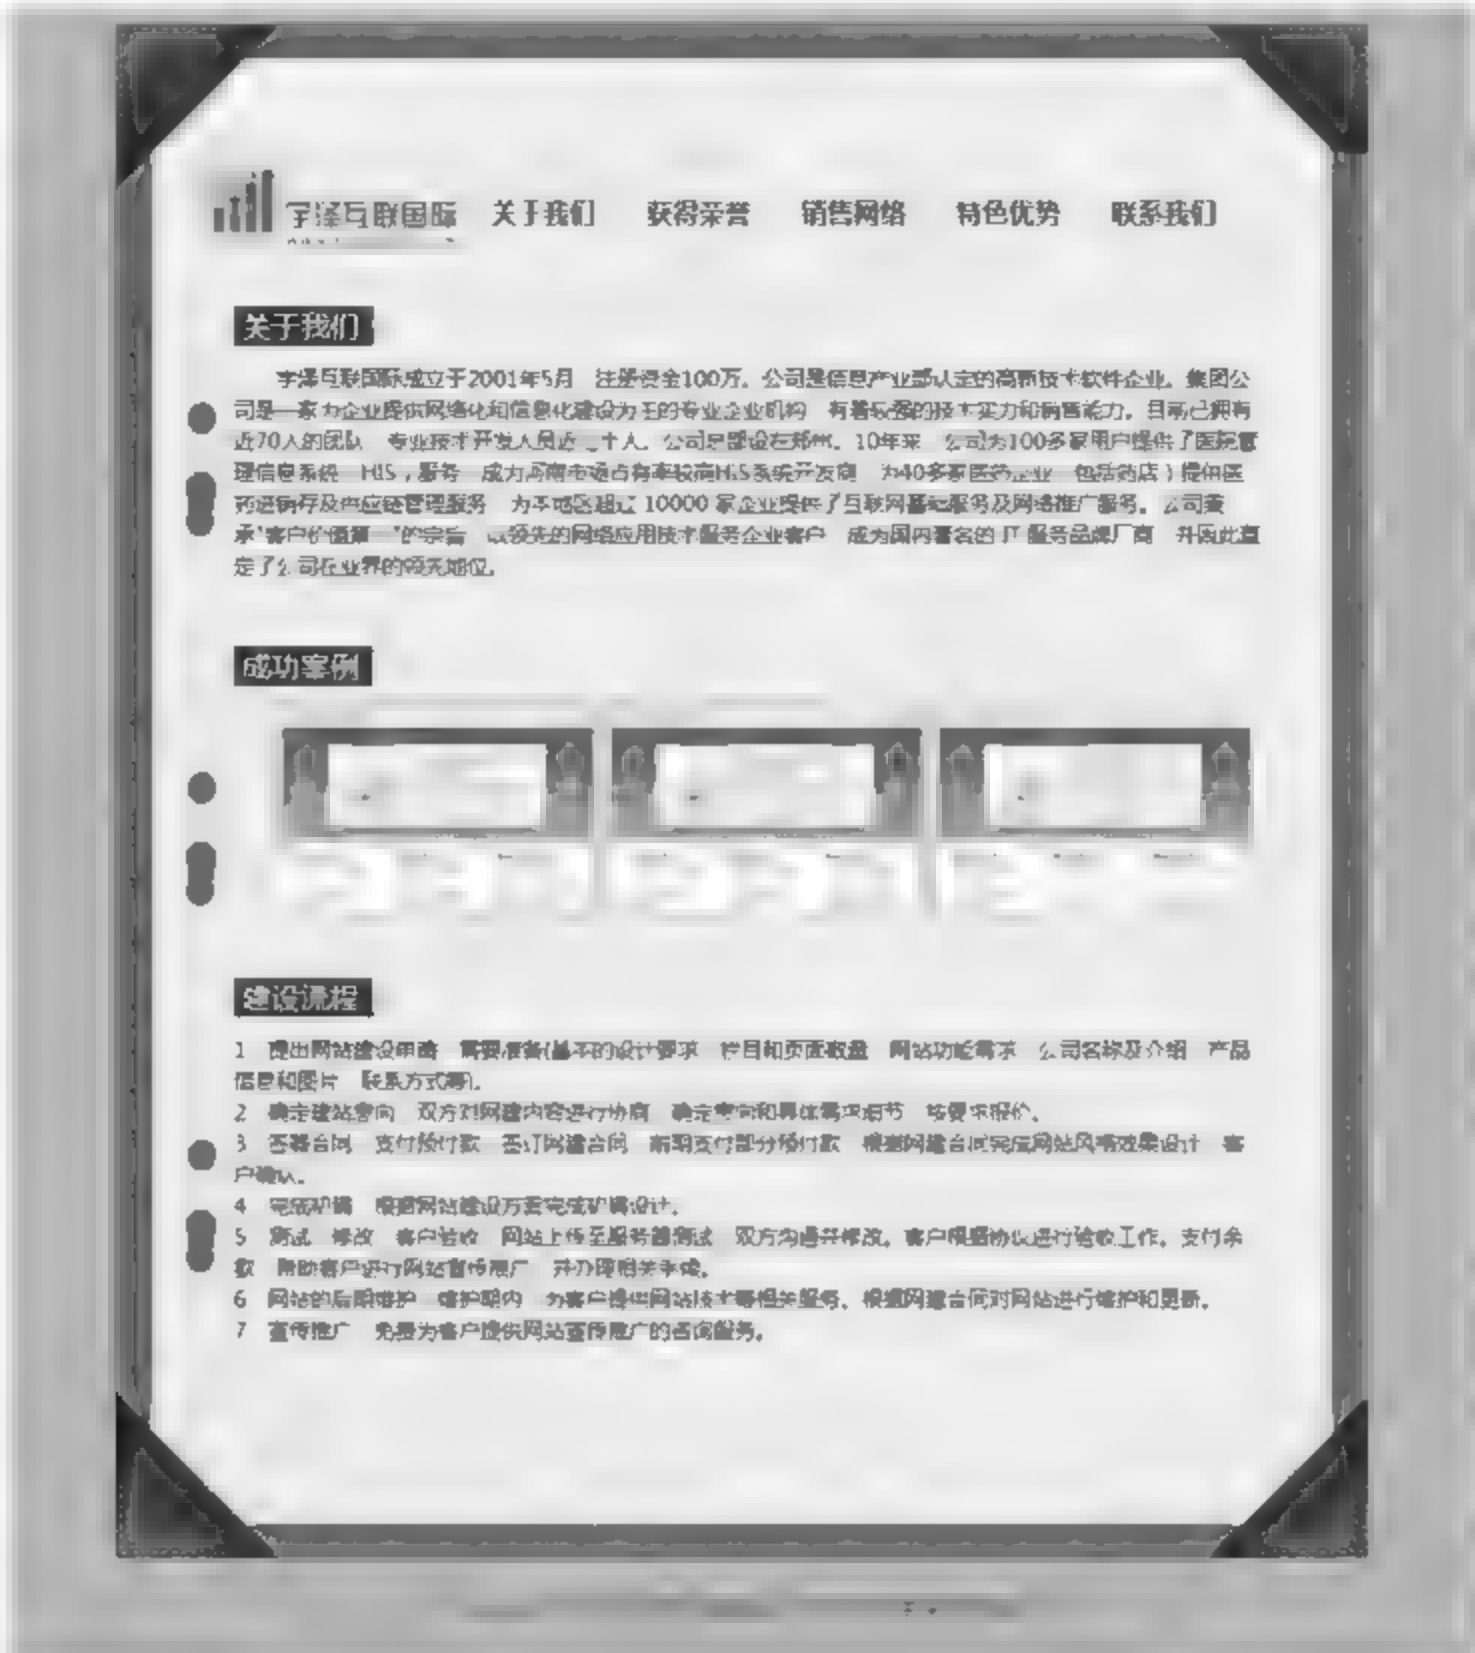 宇泽互联国际 关于我们 获得荣誉 销售网络 特色优势 联系我们
关于我们
宇泽互联国际成立于2001年5月 注册资金100万。公司是信息产业部认定的高新技术软件企业。集团公
司是一家为企业提供网络化和信息化建设为主的专业企业机构 有着较强的技术实力和销售能力。目前已拥有
近70人的团队 专业技术开发人员近二十人。公司总部设在郑州。10年来 公司为100多家用户提供了医院管
理信息系统 HIS，服务 成为河南市场占有率较高HIS系统开发商 为40多家医药企业 包括药店）提供医
药进销存及供应链管理服务 为本地区超过 10000 家企业提供了互联网基础服务及网络推广服务。公司秉
承"客户价值第一"的宗旨 以领先的网络应用技术服务企业客户 成为国内著名的 IT 服务品牌厂商 并因此奠
定了公司在业界的领先地位。
成功案例
建设流程
1 提出网站建设申请 需要准备(基本的设计要求 栏目和页面数量 网站功能需求 公司名称及介绍 产品
信息和图片 联系方式等)。
2 确定建站意向 双方对网建内容进行协商 确定意向和具体需求细节 按要求报价。
3 签署合同 支付预付款 签订网建合同 前期支付部分预付款 根据网建合同完成网站风格效果设计 客
户确认。
4 完成初稿 根据网站建设方案完成初稿设计。
5 测试 修改 客户验收 网站上传至服务器测试 双方沟通并修改。客户根据协议进行验收工作。支付余
款 帮助客户进行网站宣传推广 并办理相关手续。
6 网站的后期维护 维护期内 为客户提供网站技术等相关服务。根据网建合同对网站进行维护和更新。
7 宣传推广 免费为客户提供网站宣传推广的咨询服务。